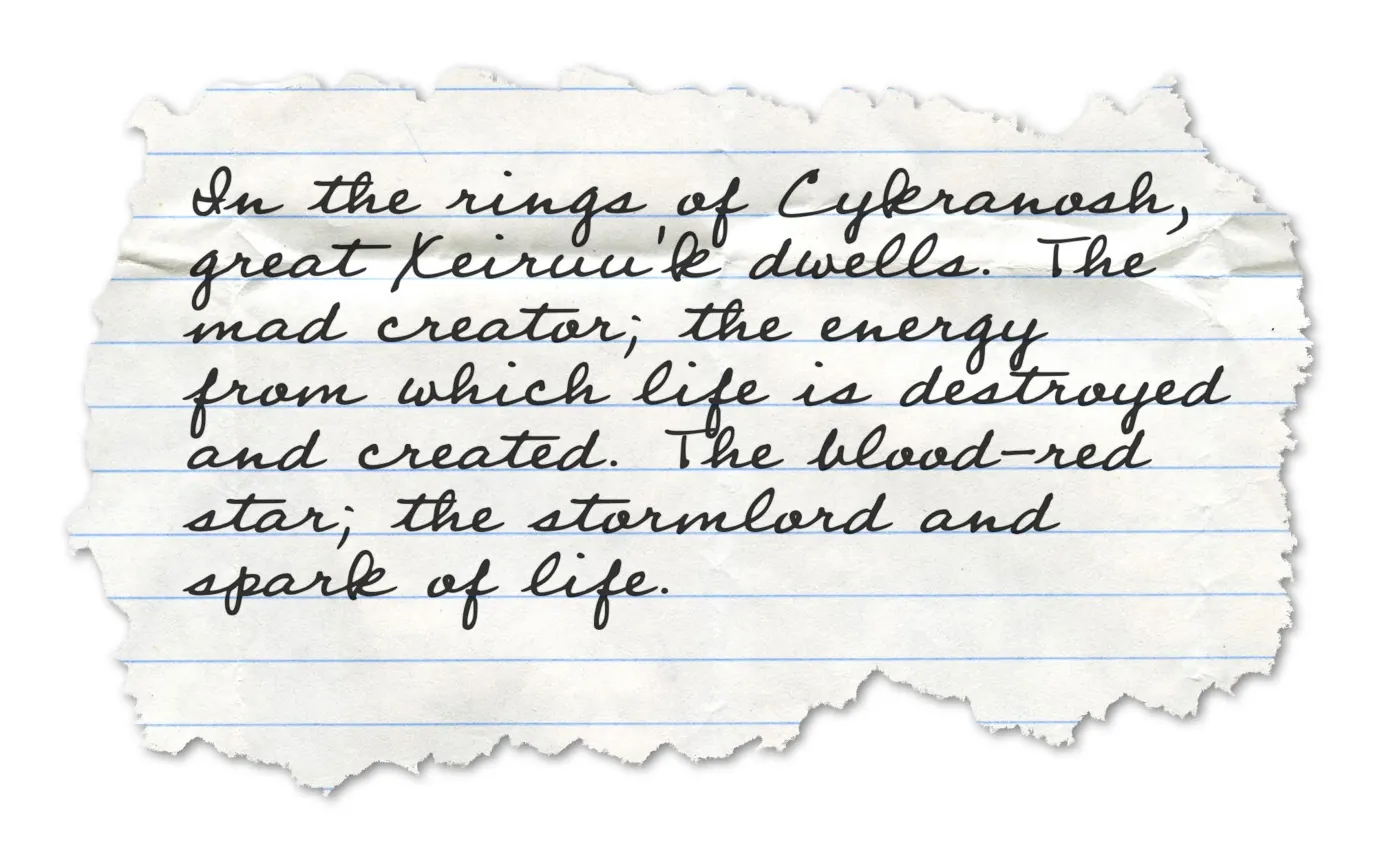 In the rings of Cykranosh,
great Xeiruu'k dwells. The
mad creator; the energy
from which life is destroyed
and created. The blood-red
star; the stormlord and
spark of life.